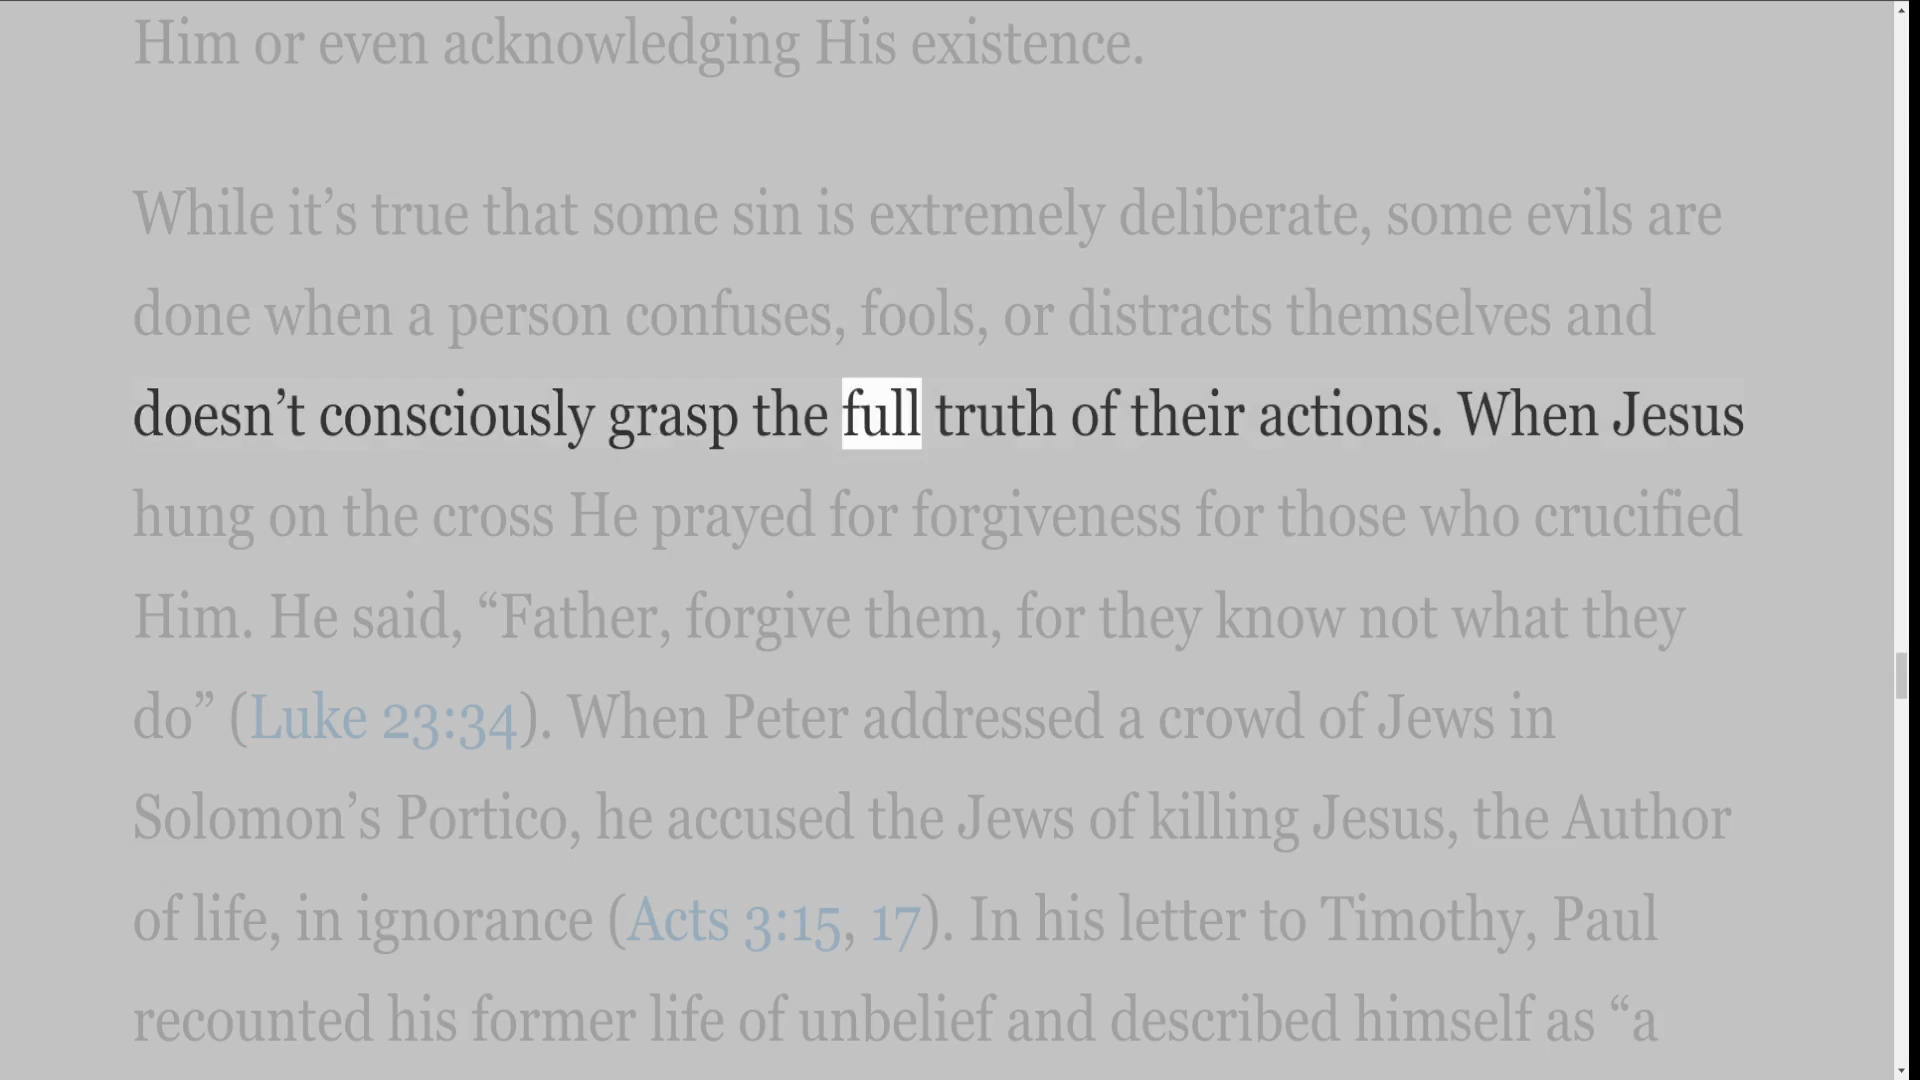 Him or even acknowledging His existence.
While it’s true that some sin is extremely deliberate, some evils are
done when a person confuses, fools, or distracts themselves and
doesn’t consciously grasp the full truth of their actions. When Jesus
hung on the cross He prayed for forgiveness for those who crucified
Him. He said, “Father, forgive them, for they know not what they
do” (Luke 23:34). When Peter addressed a crowd of Jews in
Solomon’s Portico, he accused the Jews of killing Jesus, the Author
of life, in ignorance (Acts 3:15, 17). In his letter to Timothy, Paul
recounted his former life of unbelief and described himself as “a